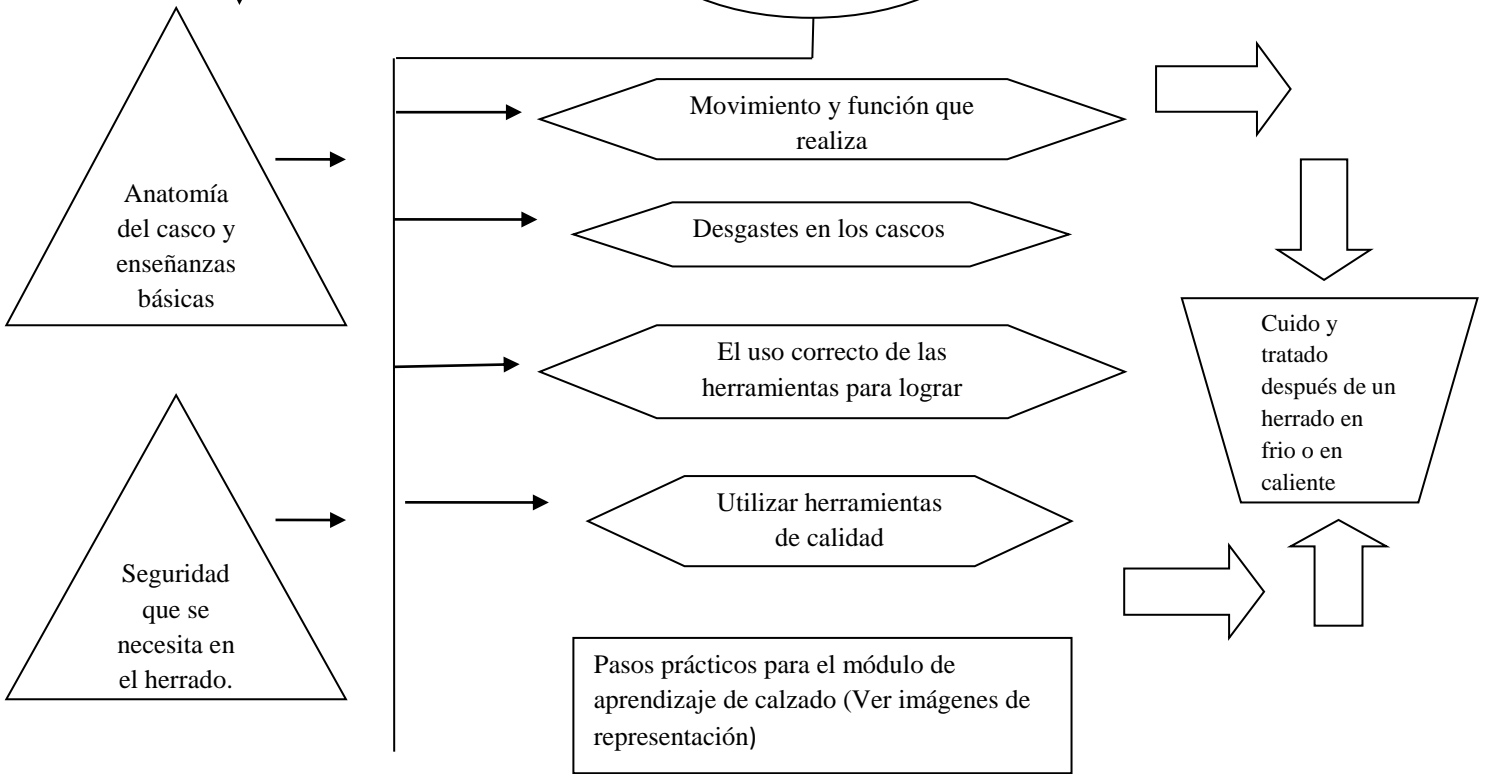 Anatomía
del casco y
enseñanzas
básicas
Seguridad
que se
necesita en
el herrado.
Movimiento y función que
realiza
Desgastes en los cascos
El uso correcto de las
herramientas para lograr
Utilizar herramientas
de calidad
Pasos prácticos para el módulo de
aprendizaje de calzado (Ver imágenes de
representación)
Cuido y
tratado
después de un
herrado en
frio o en
caliente